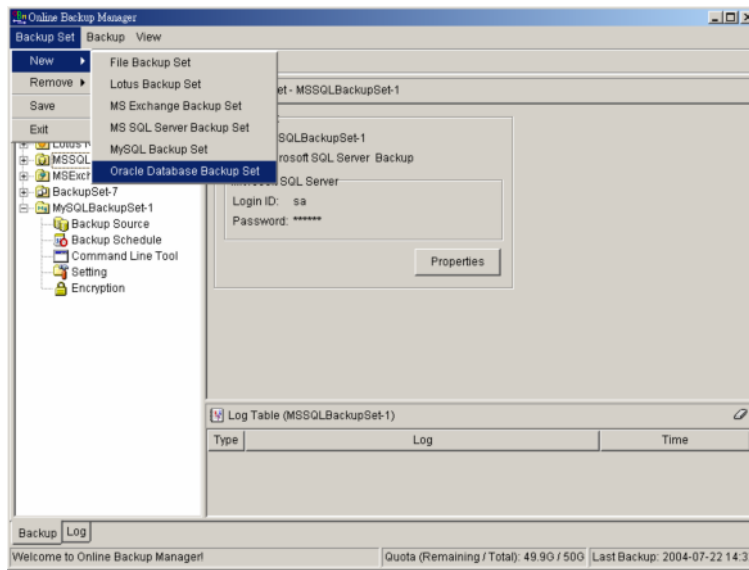 Online Backup Manager
Backup Set Backup View
New
Remove
Save
Exit
File Backup Set
Lotus Backup Set
MS Exchange Backup Set
MS SQL Server Backup Set
MySQL Backup Set
Oracle Database Backup Set
et - MSSQLBackupSet-1
SQLBackupSet-1
rosoft SQL Server Backup
SQL Server
Login ID: sa
Password: ******
Properties
MSSQL
MSExch
BackupSet-7
MySQLBackupSet-1
Backup Source
Backup Schedule
Command Line Tool
Setting
Encryption
Log Table (MSSQLBackupSet-1)
Type Log Time
Backup Log
Welcome to Online Backup Manager!
Quota (Remaining / Total): 49.9G / 50G
Last Backup: 2004-07-22 14:3